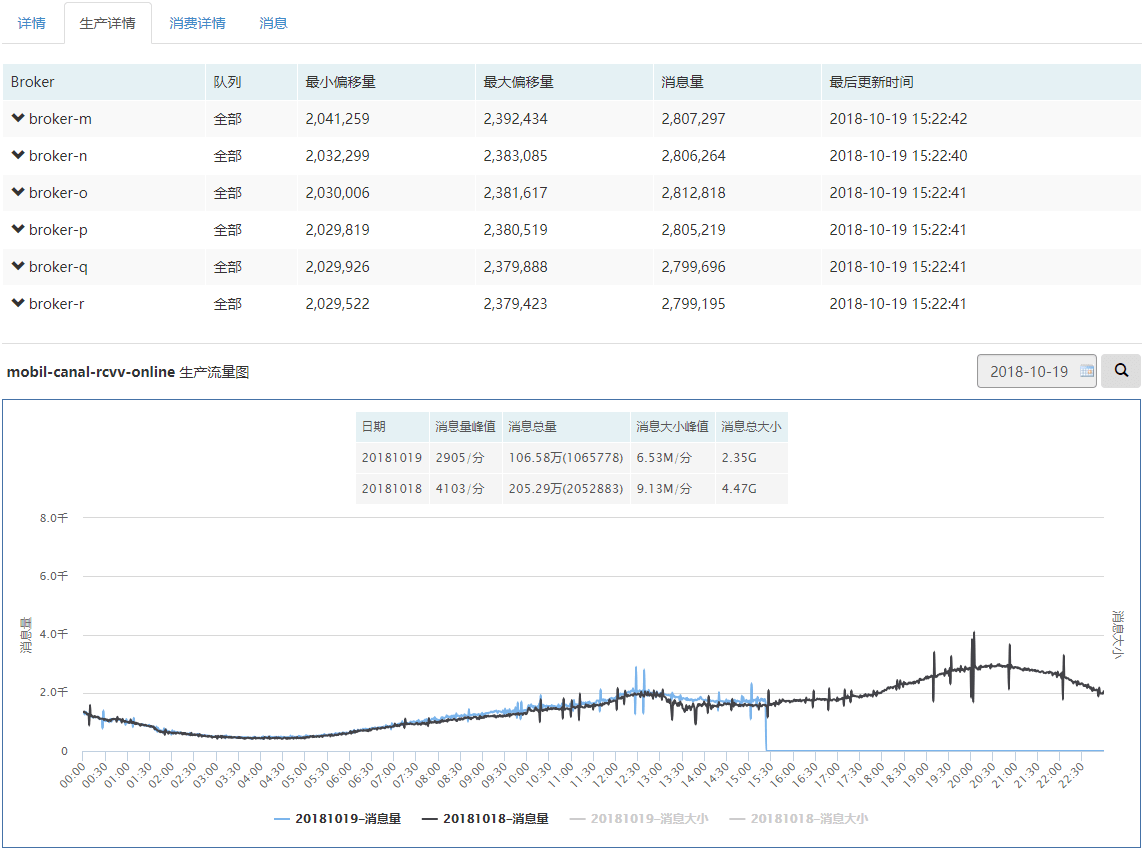 详情 生产详情 消费详情 消息
Broker 队列 最小偏移量 最大偏移量 消息量 最后更新时间
broker-m 全部 2,041,259 2,392,434 2,807,297 2018-10-19 15:22:42
broker-n 全部 2,032,299 2,383,085 2,806,264 2018-10-19 15:22:40
broker-o 全部 2,030,006 2,381,617 2,812,818 2018-10-19 15:22:41
broker-p 全部 2,029,819 2,380,519 2,805,219 2018-10-19 15:22:41
broker-q 全部 2,029,926 2,379,888 2,799,696 2018-10-19 15:22:41
broker-r 全部 2,029,522 2,379,423 2,799,195 2018-10-19 15:22:41
mobil-canal-rcvv-online 生产流量图 2018-10-19
日期 消息量峰值 消息总量 消息大小峰值 消息总大小
20181019 2905/分 106.58万(1065778) 6.53M/分 2.35G
20181018 4103/分 205.29万(2052883) 9.13M/分 4.47G
8.0千
6.0千
4.0千
2.0千
0
消息量
消息大小
00:00 00:30 01:00 01:30 02:00 02:30 03:00 03:30 04:00 04:30 05:00 05:30 06:00 06:30 07:00 07:30 08:00 08:30 09:00 09:30 10:00 10:30 11:00 11:30 12:00 12:30 13:00 13:30 14:00 14:30 15:00 15:30 16:00 16:30 17:00 17:30 18:00 18:30 19:00 19:30 20:00 20:30 21:00 21:30 22:00 22:30
20181019-消息量 20181018-消息量 20181019-消息大小 20181018-消息大小